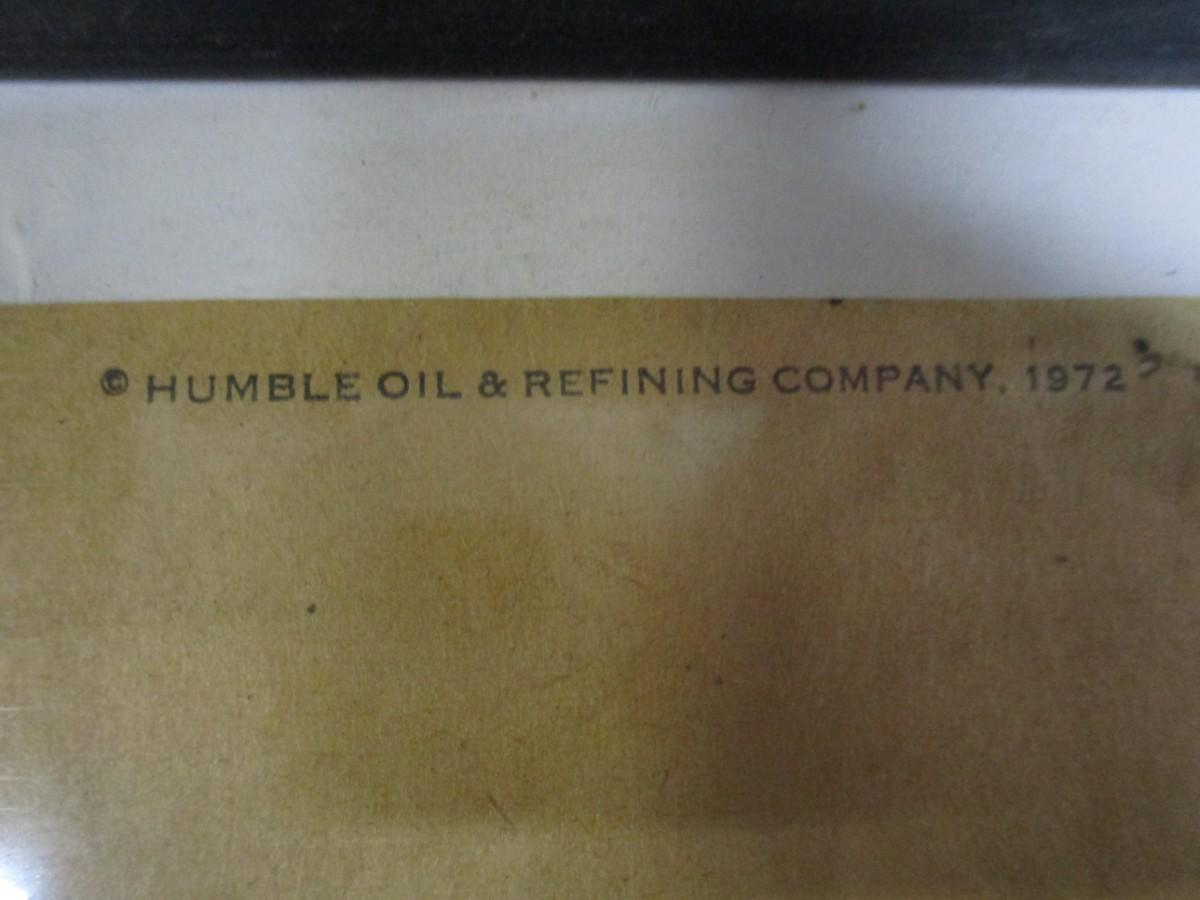 © HUMBLE OIL & REFINING COMPANY, 1972